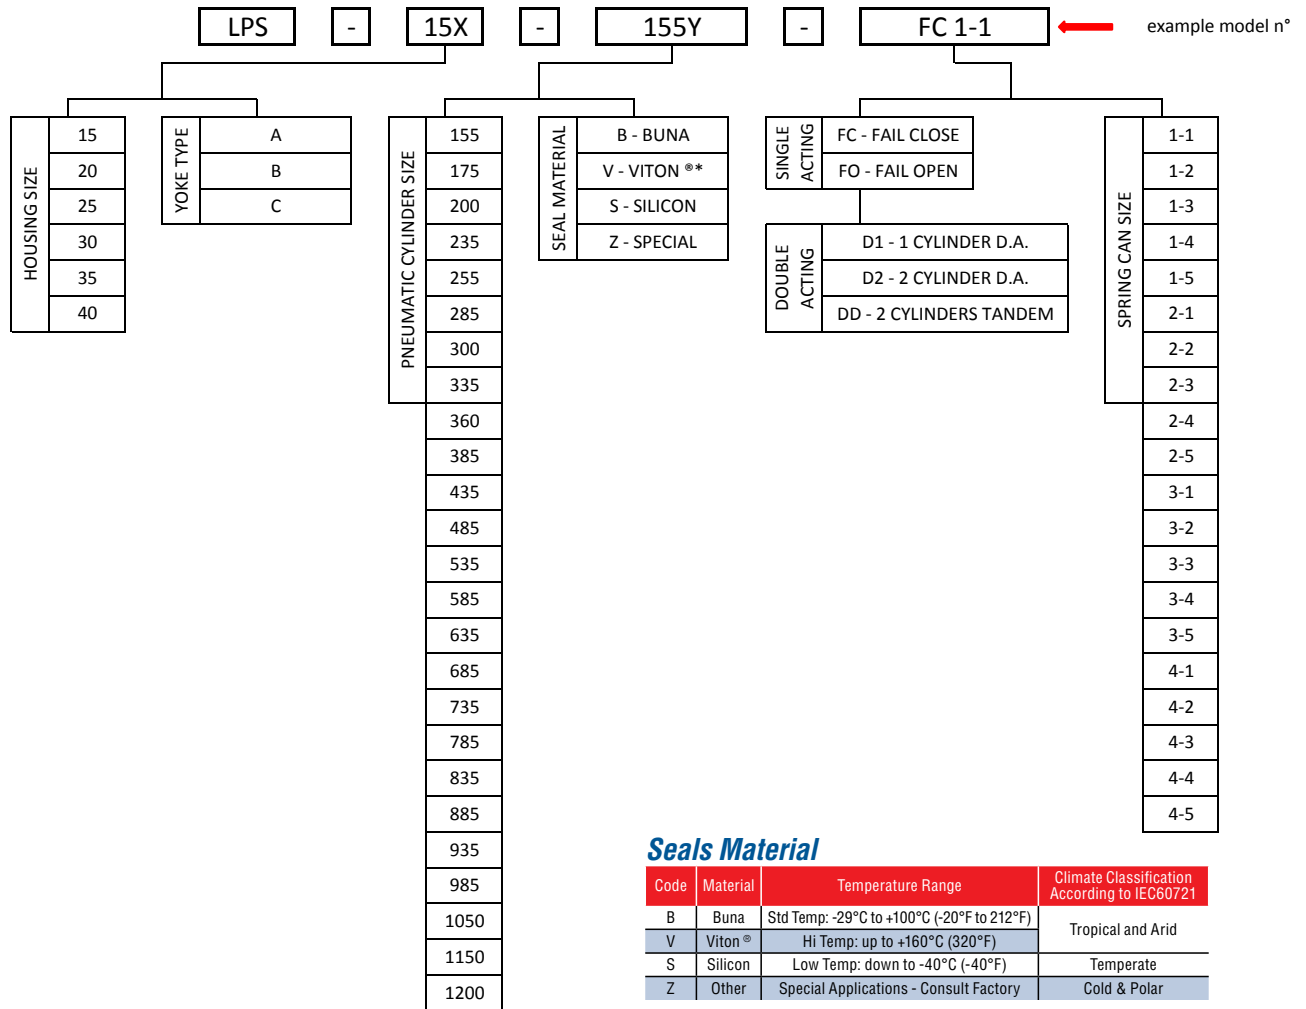 LPS - 15X - 155Y - FC 1-1 example model n°
HOUSING SIZE
15
20
25
30
35
40
YOKE TYPE
A
B
C
PNEUMATIC CYLINDER SIZE
155
175
200
235
255
285
300
335
360
385
435
485
535
585
635
685
735
785
835
885
935
985
1050
1150
1200
SEAL MATERIAL
B - BUNA
V - VITON ®*
S - SILICON
Z - SPECIAL
SINGLE
ACTING
FC - FAIL CLOSE
FO - FAIL OPEN
DOUBLE
ACTING
D1 - 1 CYLINDER D.A.
D2 - 2 CYLINDER D.A.
DD - 2 CYLINDERS TANDEM
SPRING CAN SIZE
1-1
1-2
1-3
1-4
1-5
2-1
2-2
2-3
2-4
2-5
3-1
3-2
3-3
3-4
3-5
4-1
4-2
4-3
4-4
4-5
Seals Material
Code Material Temperature Range Climate Classification
According to IEC60721
B Buna Std Temp: -29°C to +100°C (-20°F to 212°F) Tropical and Arid
V Viton ® Hi Temp: up to +160°C (320°F)
S Silicon Low Temp: down to -40°C (-40°F) Temperate
Z Other Special Applications - Consult Factory Cold & Polar